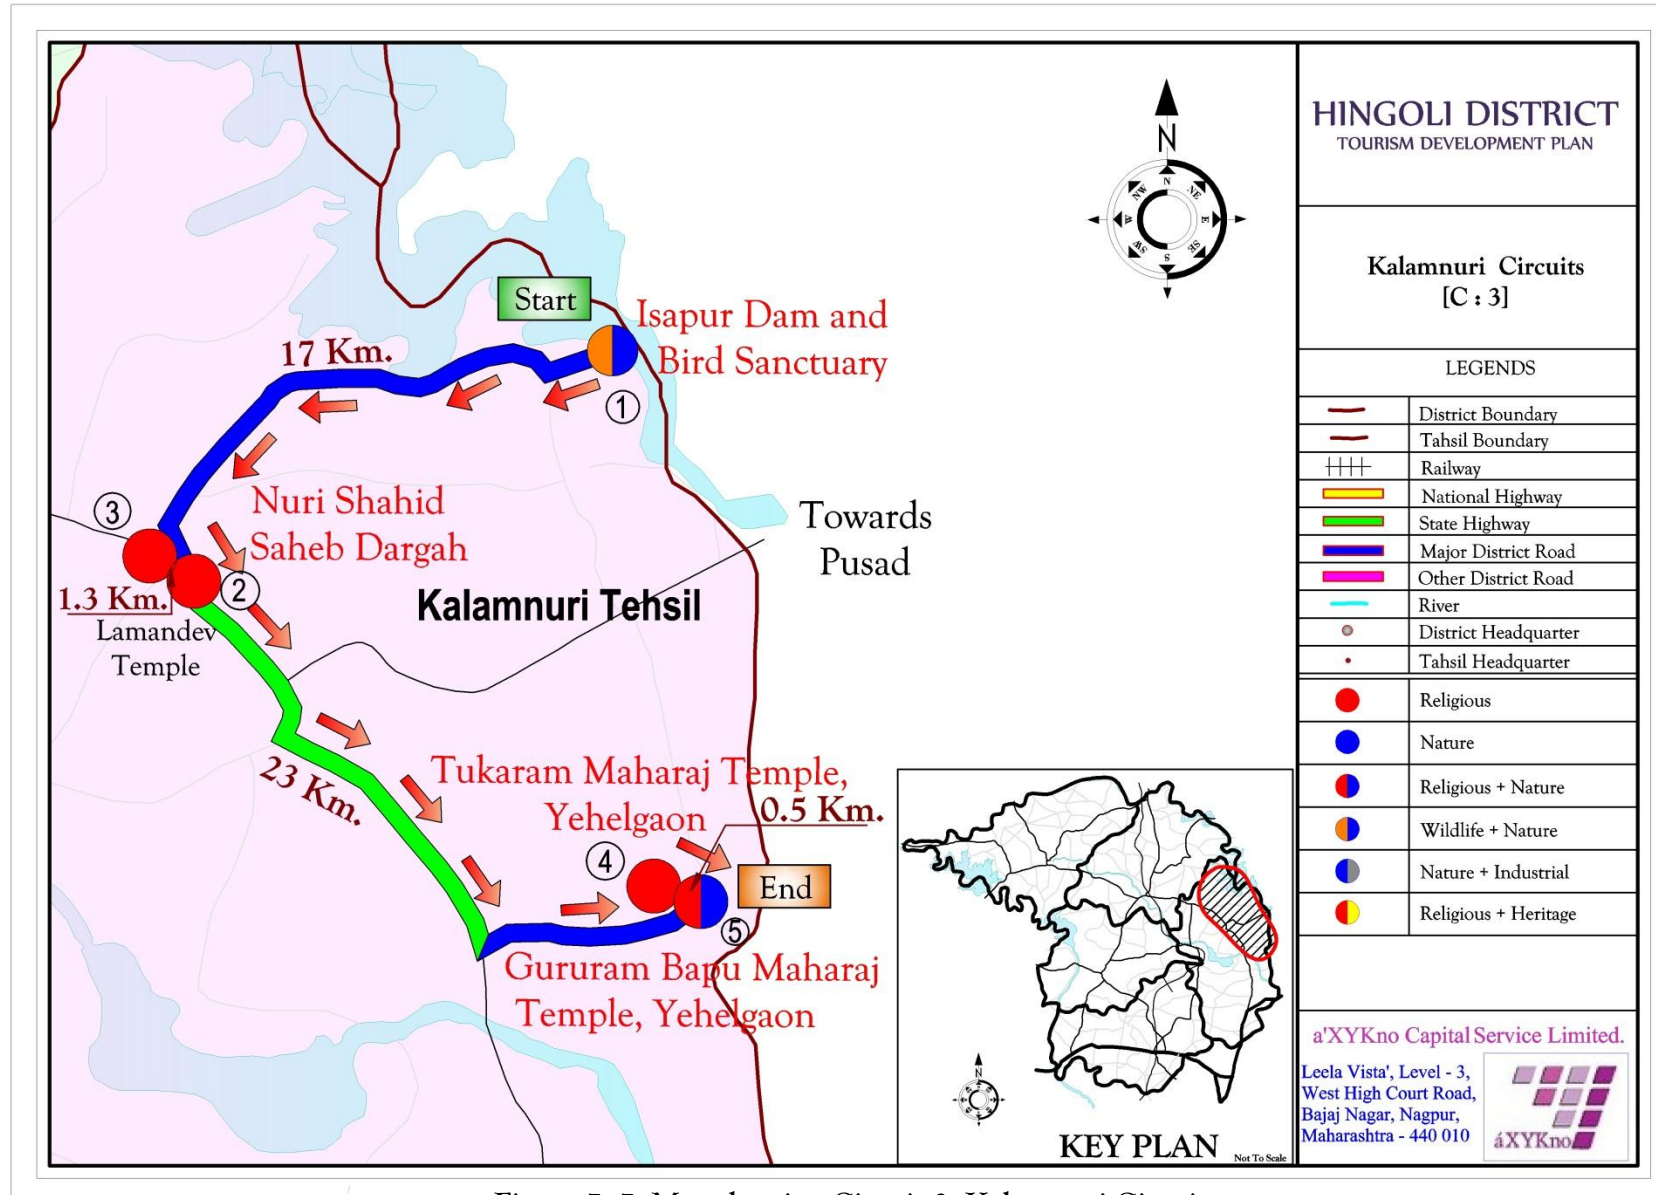 Start
Isapur Dam and
Bird Sanctuary
17 Km.
1
Nuri Shahid
Saheb Dargah
3
2
1.3 Km.
Lamandev
Temple
Towards
Pusad
Kalamnuri Tehsil
23 Km.
Tukaram Maharaj Temple,
Yehelgaon
0.5 Km.
4
End
5
Gururam Bapu Maharaj
Temple, Yehelgaon
N
N
NE
E
SE
S
SW
W
NW
N
KEY PLAN
Not To Scale
HINGOLI DISTRICT
TOURISM DEVELOPMENT PLAN
Kalamnuri Circuits
[C : 3]
LEGENDS
District Boundary
Tahsil Boundary
Railway
National Highway
State Highway
Major District Road
Other District Road
River
District Headquarter
Tahsil Headquarter
Religious
Nature
Religious + Nature
Wildlife + Nature
Nature + Industrial
Religious + Heritage
a'XYKno Capital Service Limited.
Leela Vista', Level - 3,
West High Court Road,
Bajaj Nagar, Nagpur,
Maharashtra - 440 010
áXYKno